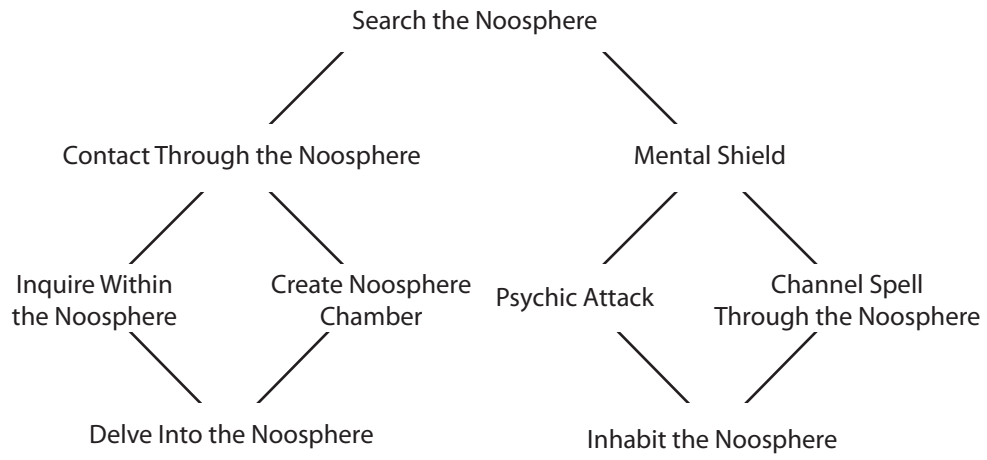 Search the Noosphere
Contact Through the Noosphere
Mental Shield
Inquire Within
the Noosphere
Create Noosphere
Chamber
Psychic Attack
Channel Spell
Through the Noosphere
Delve Into the Noosphere
Inhabit the Noosphere